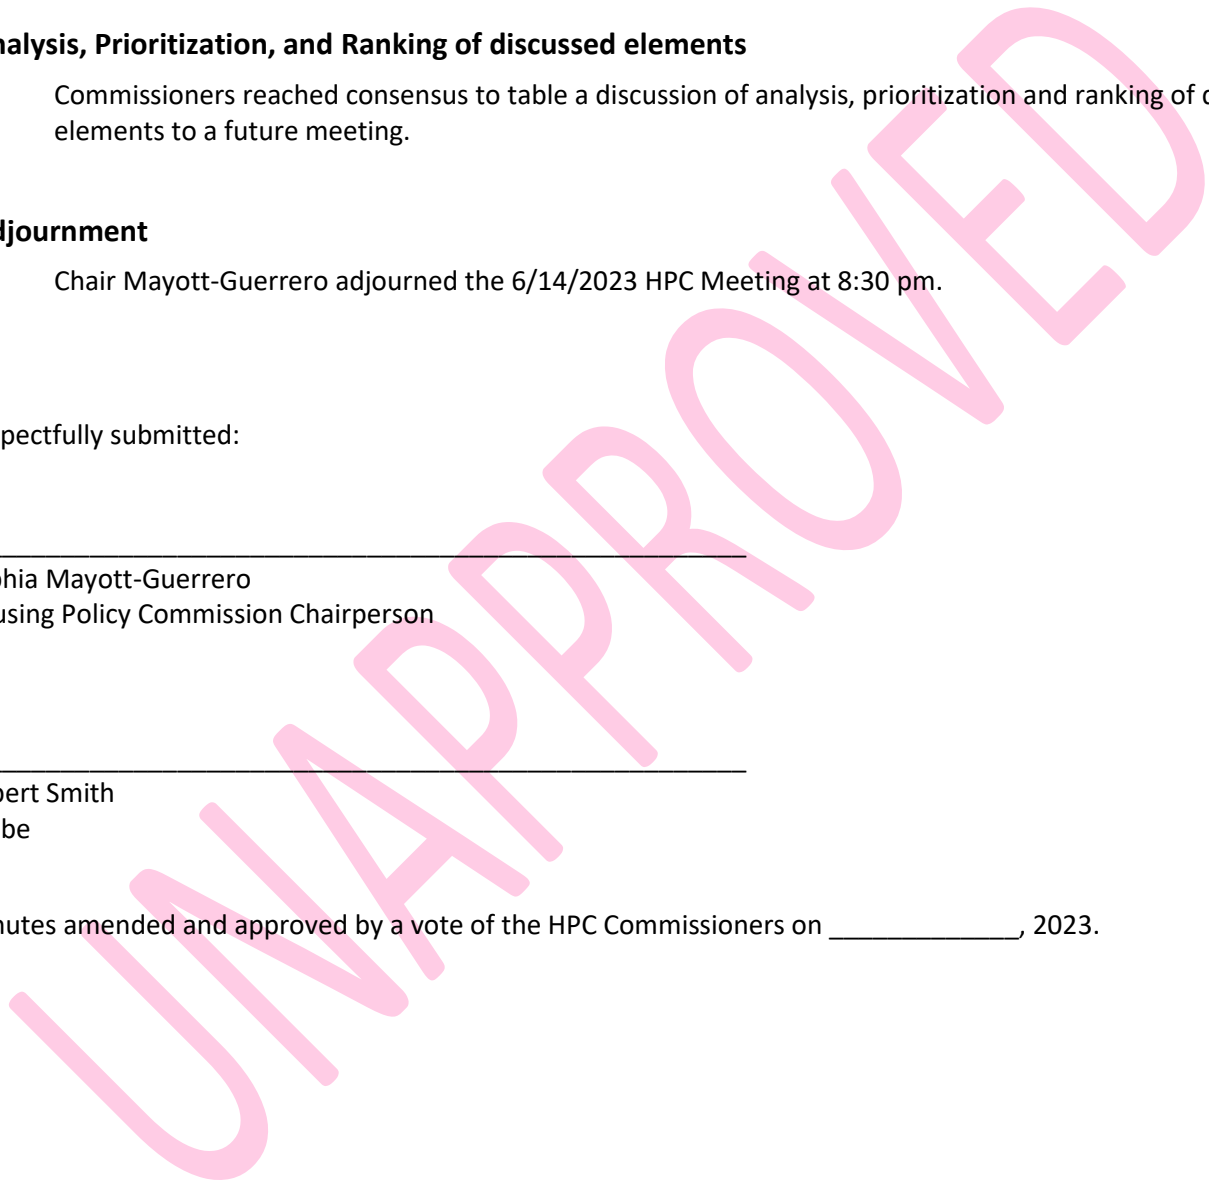 nalysis, Prioritization, and Ranking of discussed elements
Commissioners reached consensus to table a discussion of analysis, prioritization and ranking of
elements to a future meeting.
djournment
Chair Mayott-Guerrero adjourned the 6/14/2023 HPC Meeting at 8:30 pm.
pectfully submitted:
phia Mayott-Guerrero
using Policy Commission Chairperson
bert Smith
be
nutes amended and approved by a vote of the HPC Commissioners on _____________, 2023.
UNAPPROVED